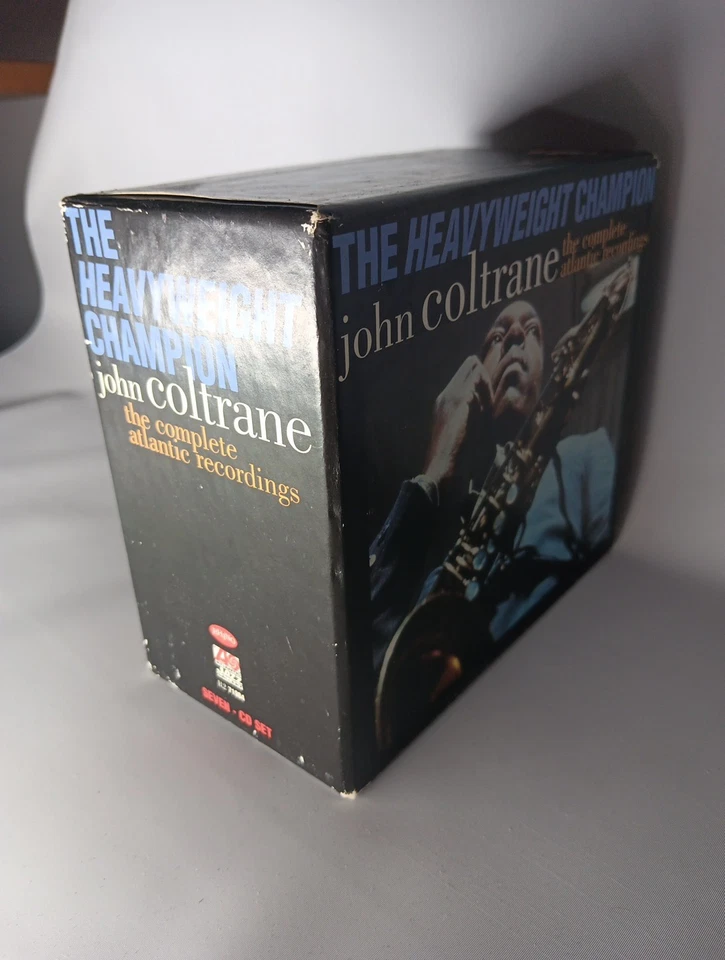 THE
HEAVYWEIGHT
CHAMPION
john coltrane
the complete
atlantic recordings
RHINO
SEVEN - CD SET
THE HEAVYWEIGHT CHAMPION
john coltrane
the complete
atlantic recordings